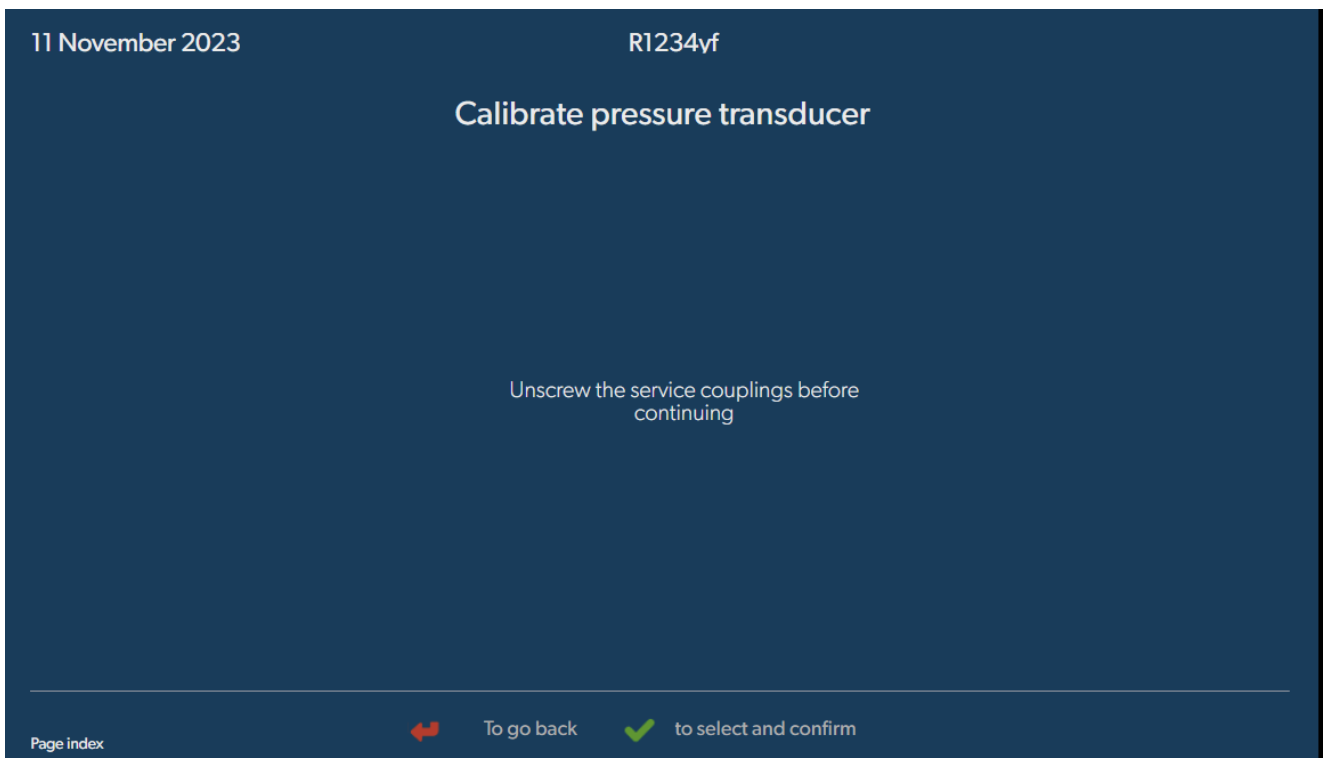 11 November 2023
R1234yf
Calibrate pressure transducer
Unscrew the service couplings before
continuing
To go back
to select and confirm
Page index